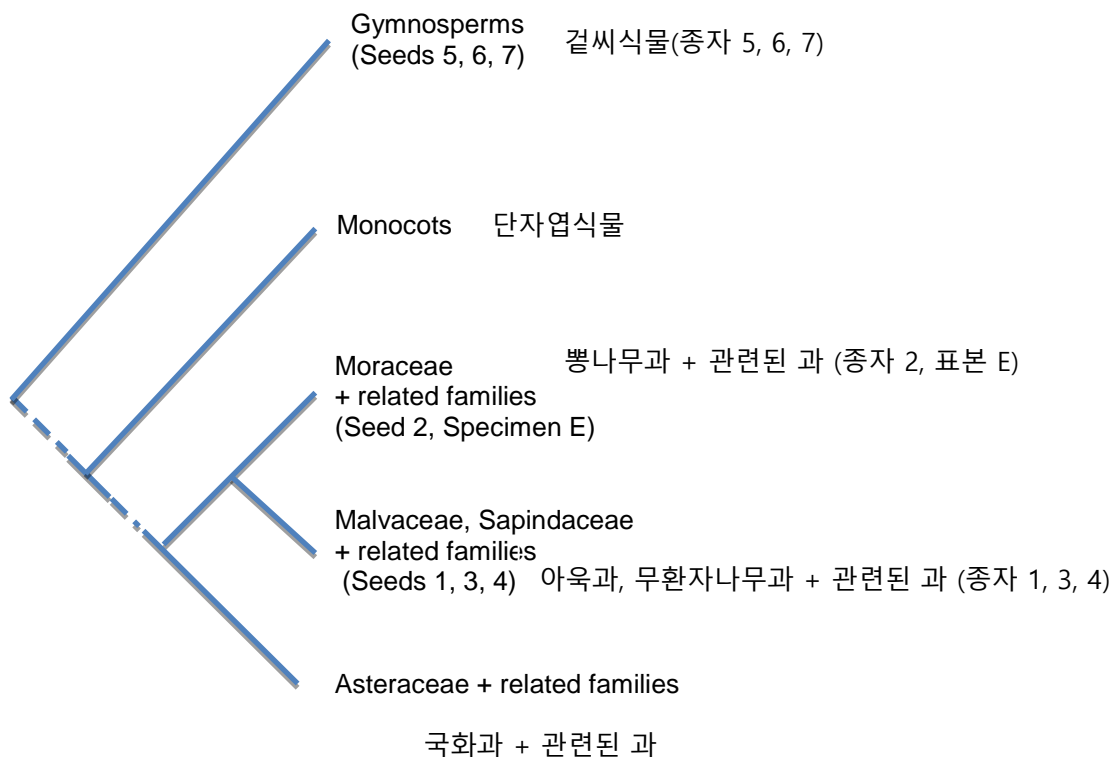 Gymnosperms
(Seeds 5, 6, 7)
겉씨식물(종자 5, 6, 7)
Monocots
단자엽식물
Moraceae
+ related families
(Seed 2, Specimen E)
뽕나무과 + 관련된 과 (종자 2, 표본 E)
Malvaceae, Sapindaceae
+ related families
(Seeds 1, 3, 4)
아욱과, 무환자나무과 + 관련된 과 (종자 1, 3, 4)
Asteraceae + related families
국화과 + 관련된 과